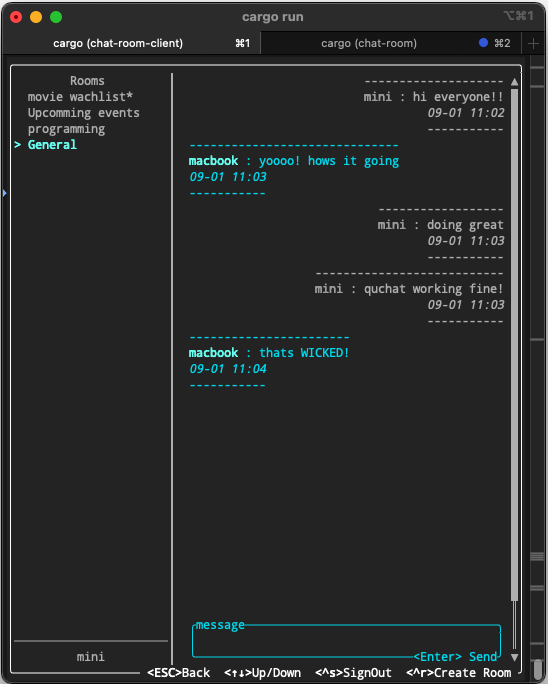 cargo run
⌥⌘1
cargo (chat-room-client) ⌘1
cargo (chat-room) ⌘2
Rooms
movie wachlist*
Upcomming events
programming
> General
mini
mini : hi everyone!!
09-01 11:02
macbook : yoooo! hows it going
09-01 11:03
mini : doing great
09-01 11:03
mini : quchat working fine!
09-01 11:03
macbook : thats WICKED!
09-01 11:04
message
<Enter> Send
<ESC>Back <↑↓>Up/Down <^s>SignOut <^r>Create Room